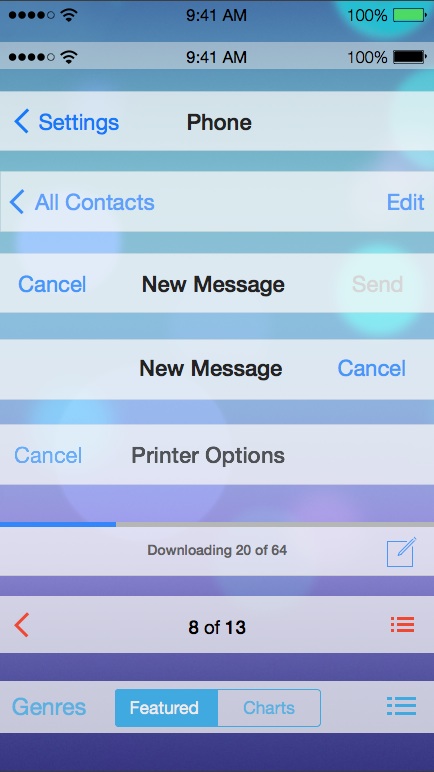 9:41 AM 100%
9:41 AM 100%
Settings Phone
All Contacts Edit
Cancel New Message Send
New Message Cancel
Cancel Printer Options
Downloading 20 of 64
8 of 13
Genres Featured Charts